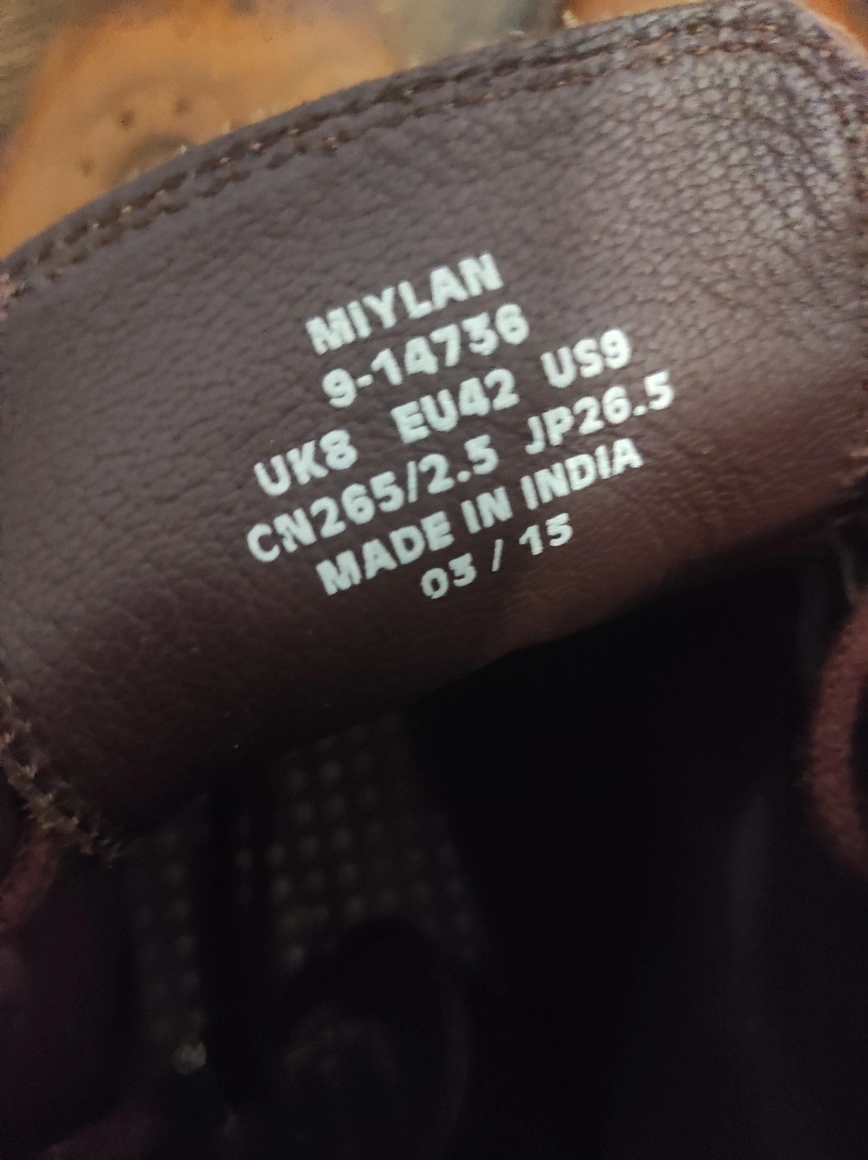 MIYLAN
9-14736
UK8 EU42 US9
CN265/2.5 JP26.5
MADE IN INDIA
03 / 15